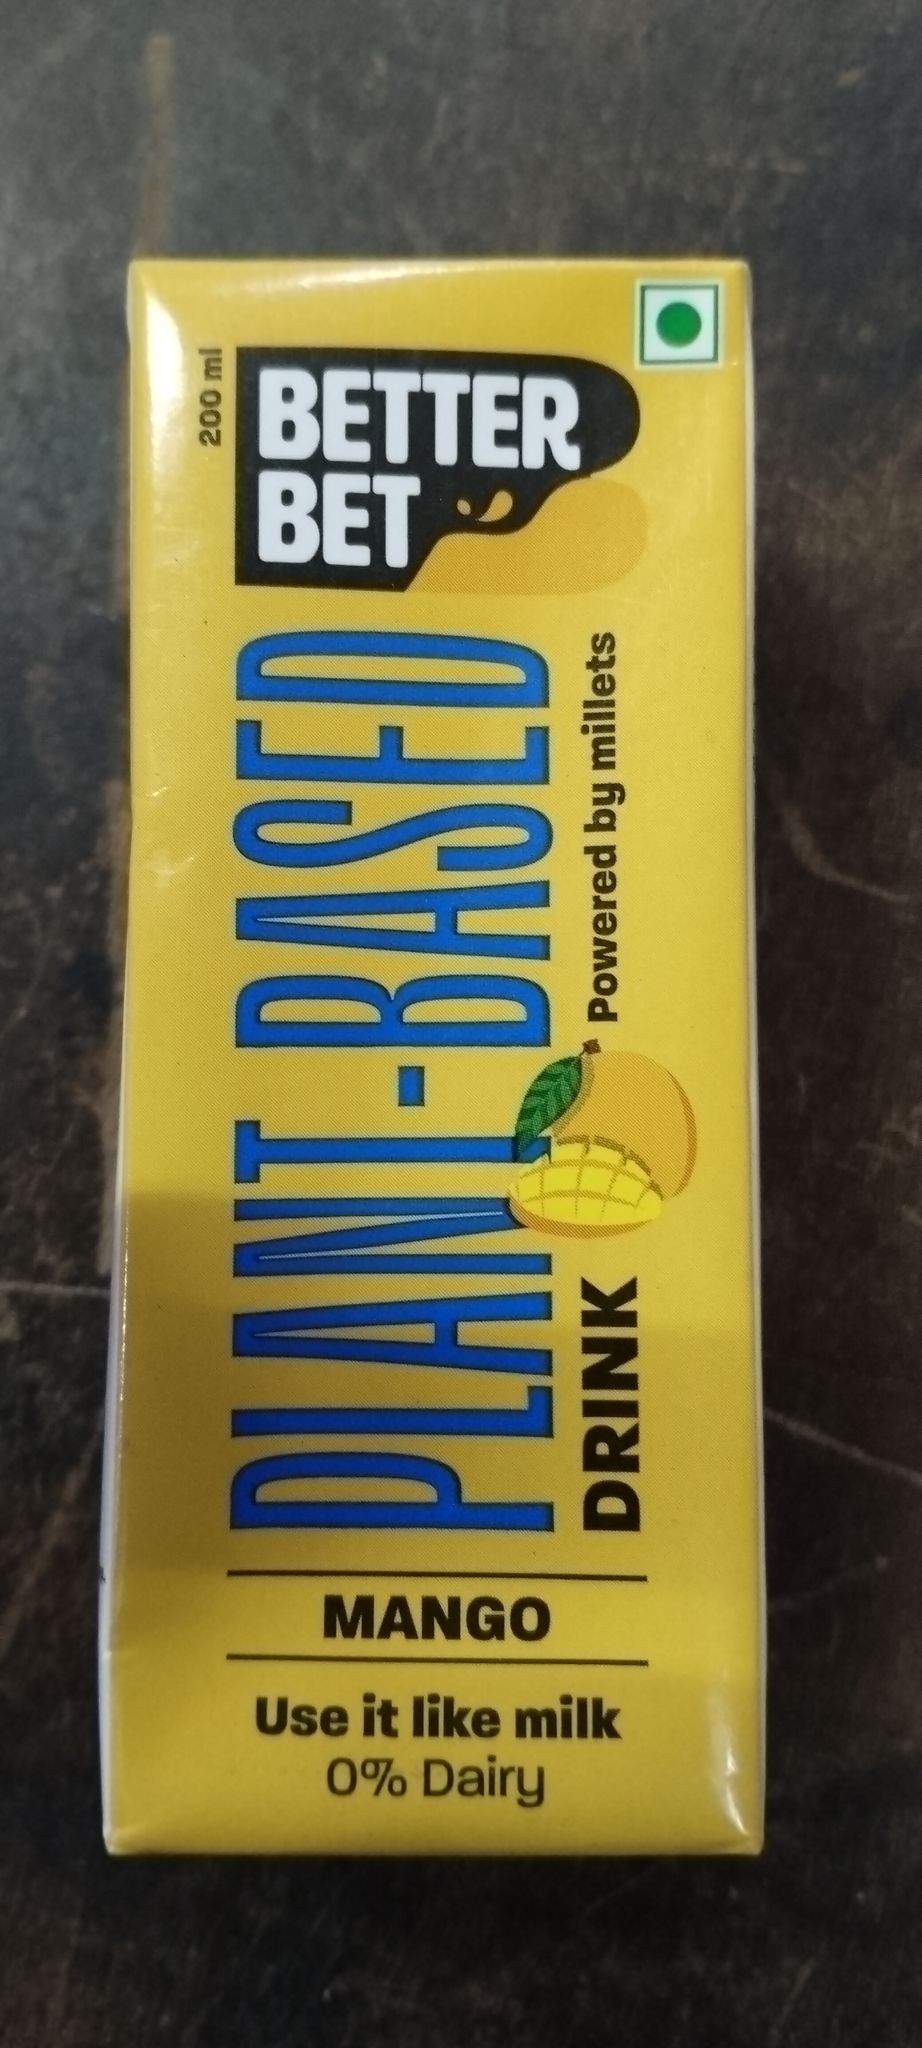 200 ml
BETTER
BET
PLANT-BASED
DRINK
Powered by millets
MANGO
Use it like milk
0% Dairy